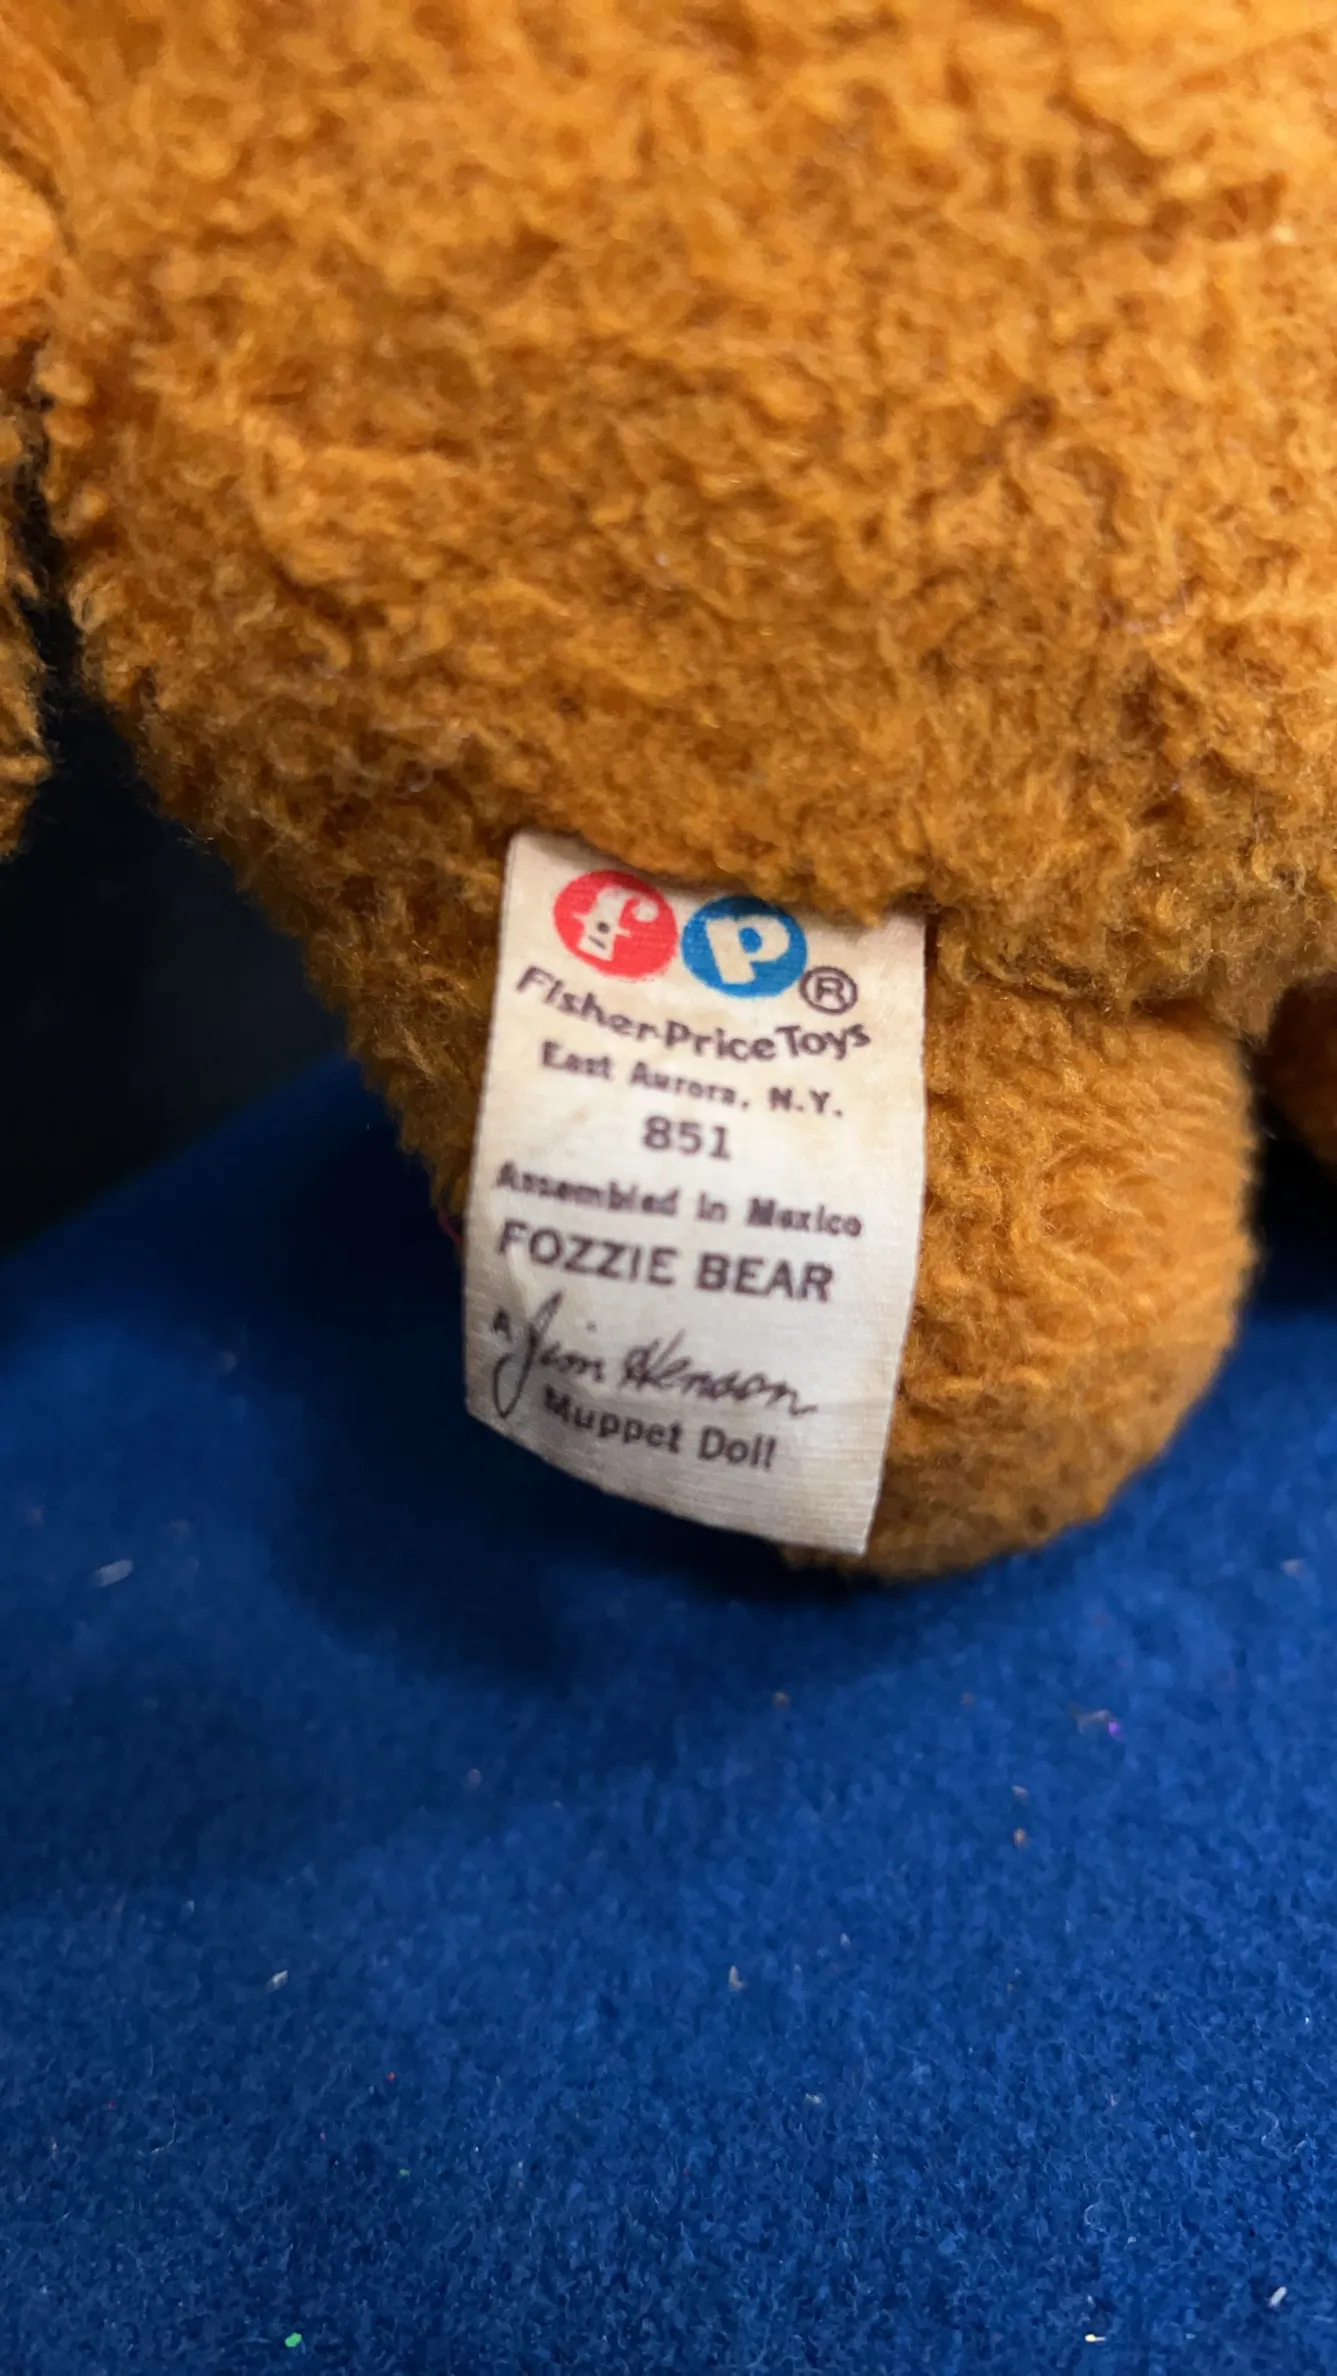 fp®
Fisher-Price Toys
East Aurora, N.Y.
851
Assembled in Mexico
FOZZIE BEAR
A Jim Henson
Muppet Doll